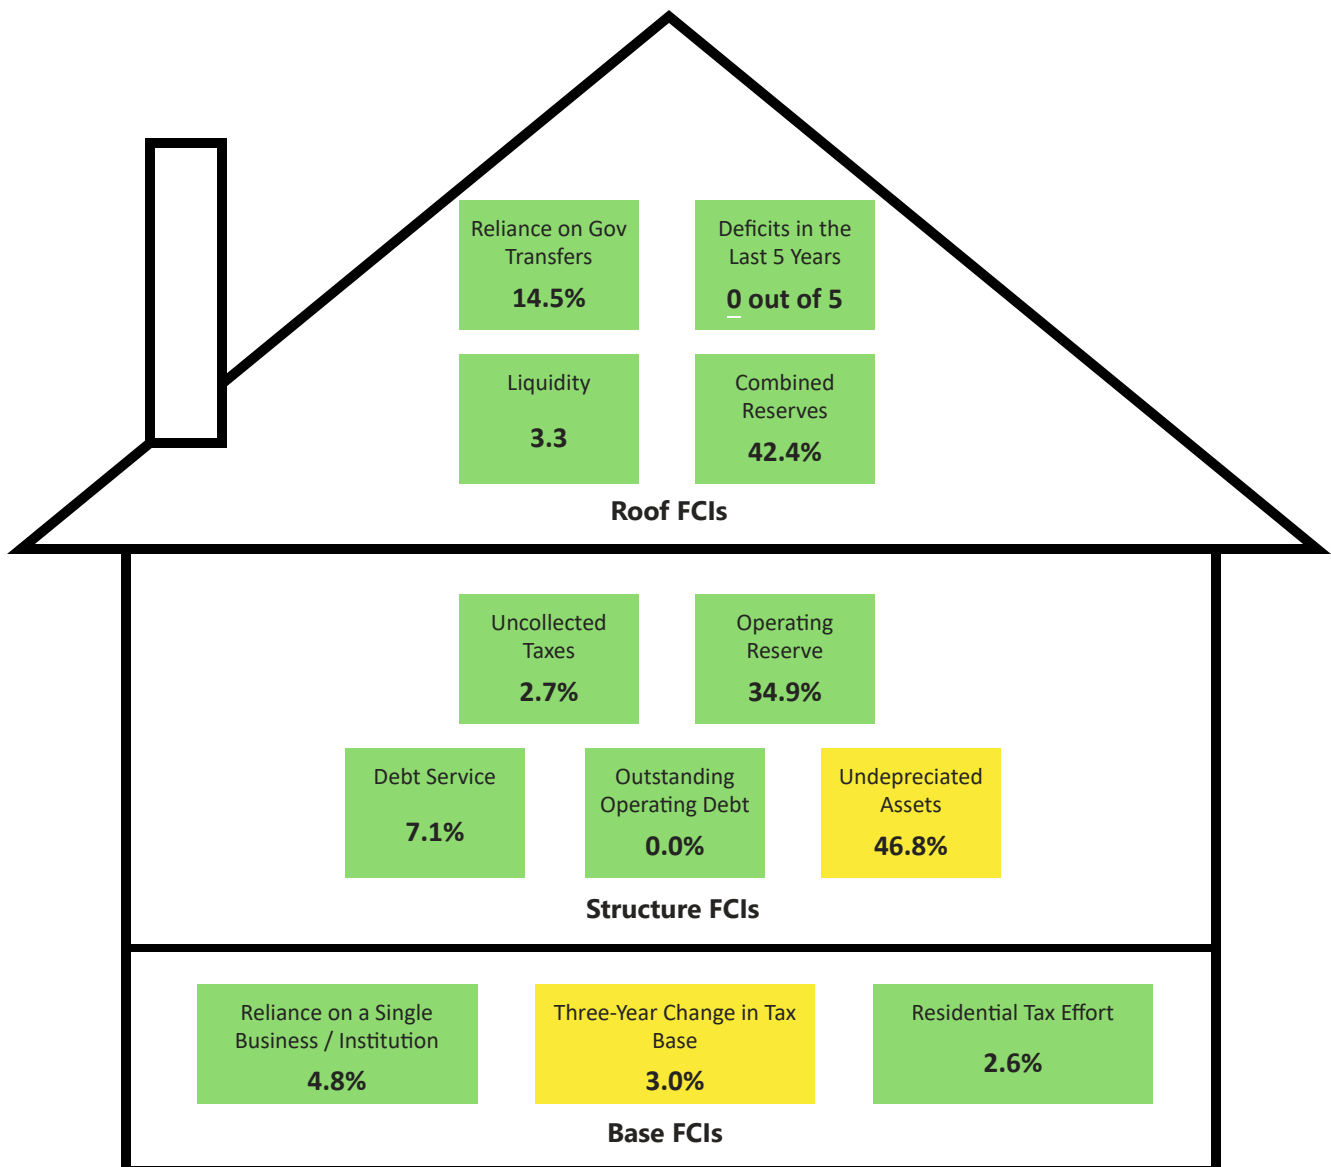 Reliance on Gov
Transfers
14.5%
Deficits in the
Last 5 Years
0 out of 5
Liquidity
3.3
Combined
Reserves
42.4%
Roof FCIs
Uncollected
Taxes
2.7%
Operating
Reserve
34.9%
Debt Service
7.1%
Outstanding
Operating Debt
0.0%
Undepreciated
Assets
46.8%
Structure FCIs
Reliance on a Single
Business / Institution
4.8%
Three-Year Change in Tax
Base
3.0%
Residential Tax Effort
2.6%
Base FCIs